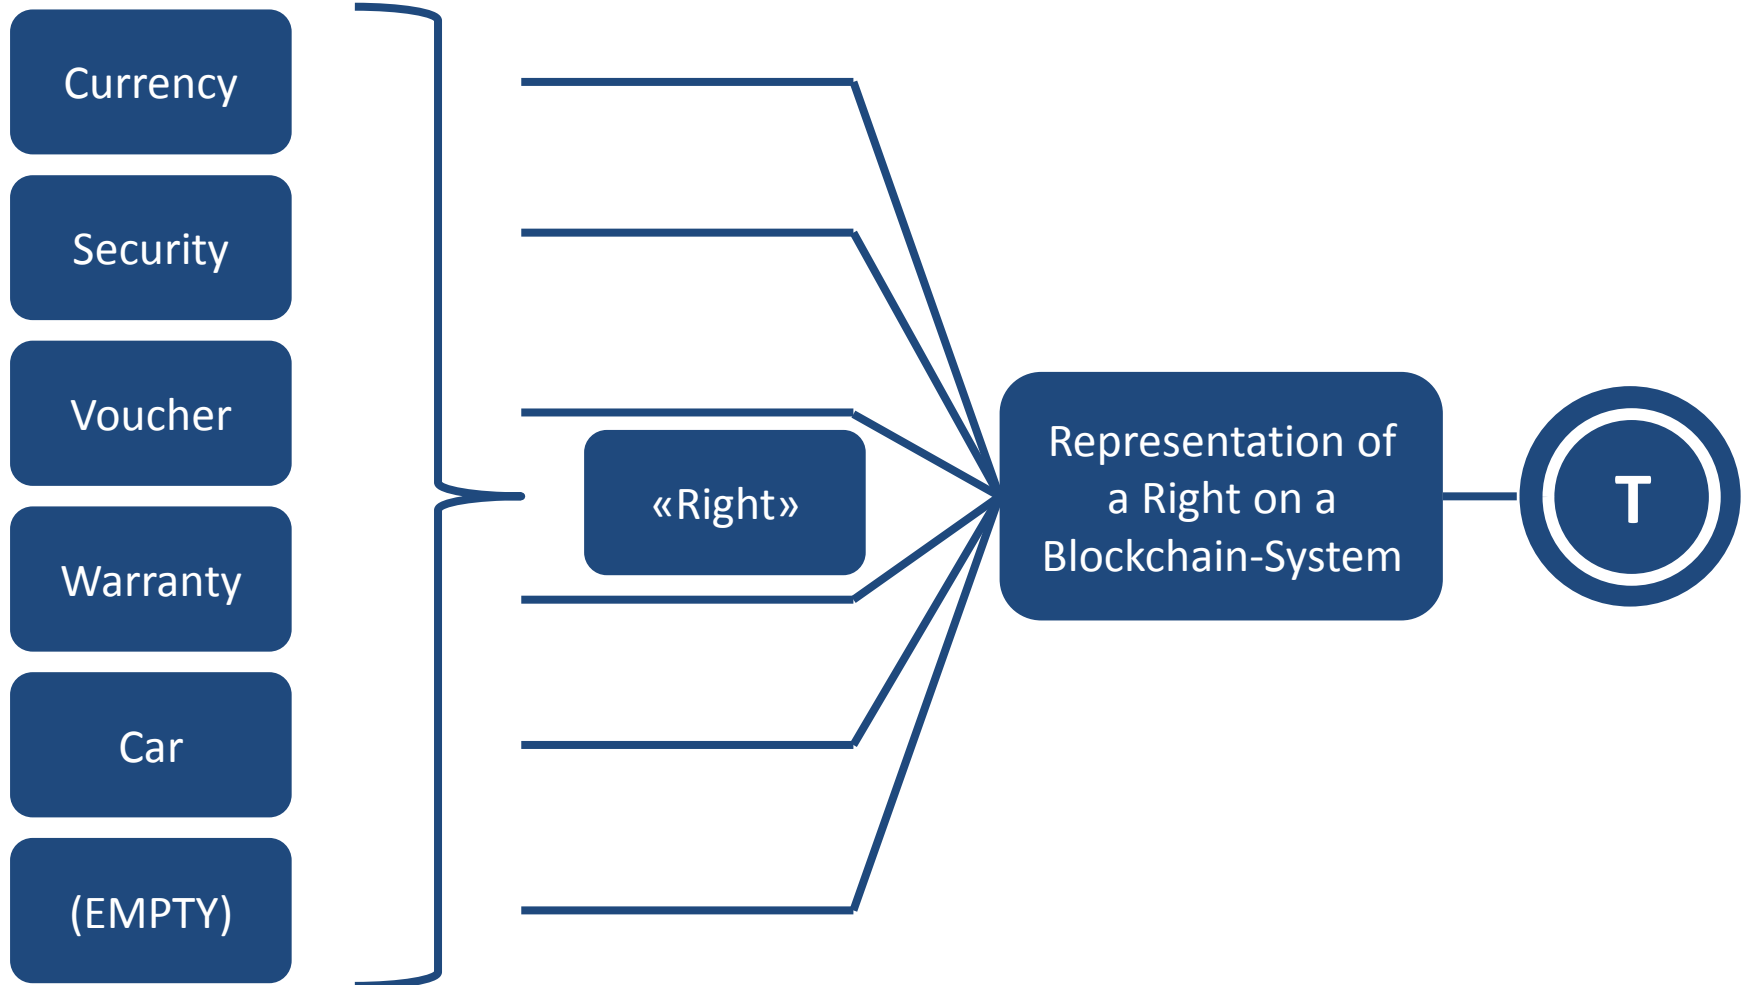 Currency
Security
Voucher
Warranty
Car
(EMPTY)
«Right»
Representation of
a Right on a
Blockchain-System
T